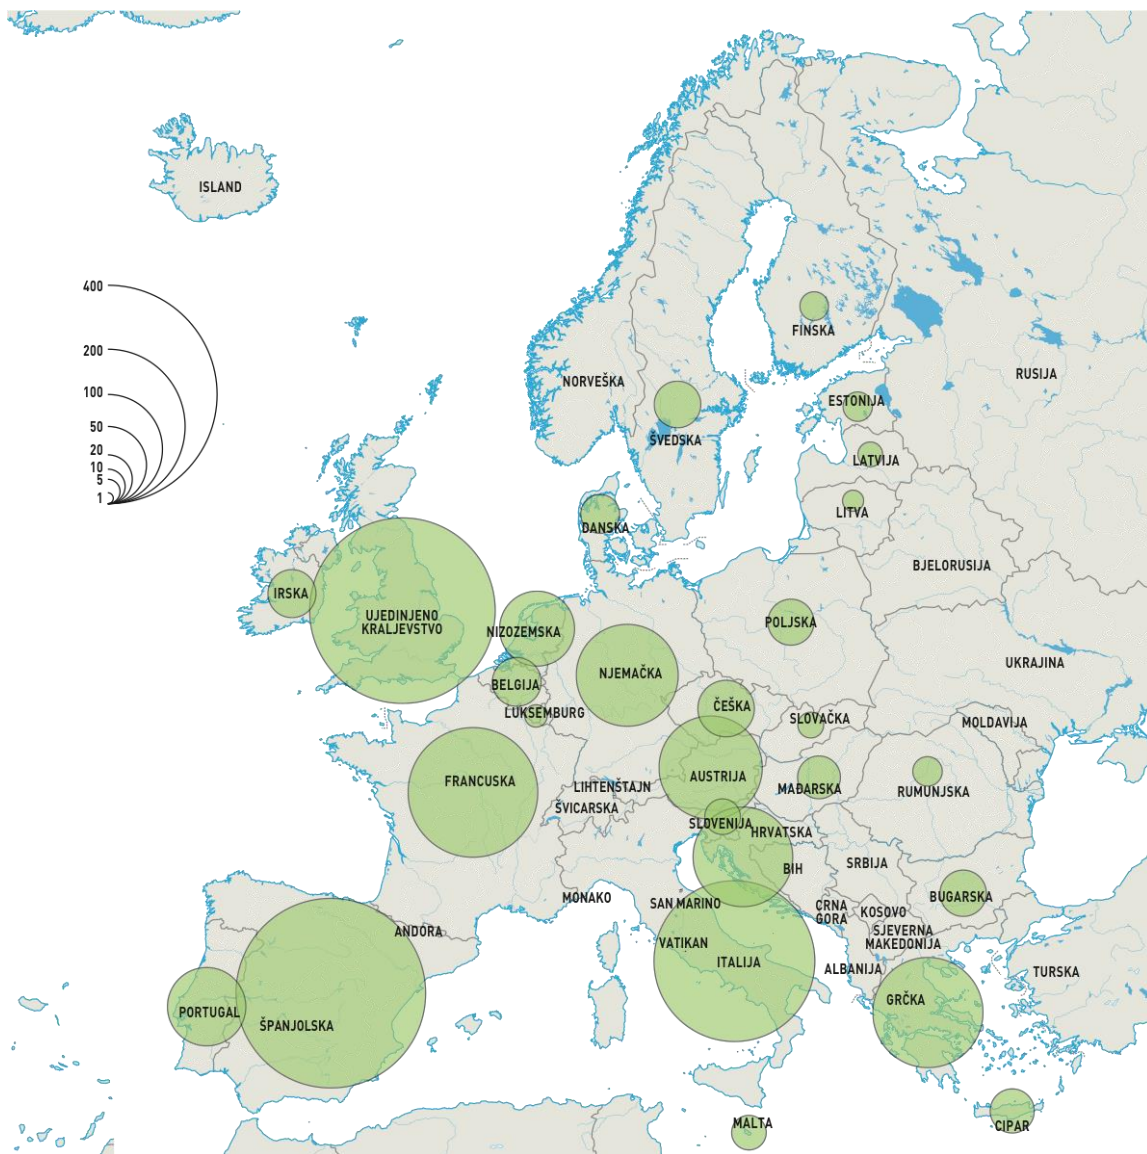 ISLAND
400
200
100
50
20
10
5
1
FINSKA
NORVEŠKA
RUSIJA
ESTONIJA
ŠVEDSKA
LATVIJA
LITVA
DANSKA
BJELORUSIJA
IRSKA
UJEDINJENO
KRALJEVSTVO
NIZOZEMSKA
POLJSKA
UKRAJINA
NJEMAČKA
BELGIJA
LUKSEMBURG
ČEŠKA
SLOVAČKA
MOLDAVIJA
FRANCUSKA
AUSTRIJA
LIHTENŠTAJN
MAĐARSKA
RUMUNJSKA
ŠVICARSKA
SLOVENIJA
HRVATSKA
BIH
SRBIJA
MONAKO
SAN MARINO
CRNA
GORA
KOSOVO
BUGARSKA
ANDORA
SJEVERNA
MAKEDONIJA
VATIKAN
ITALIJA
ALBANIJA
TURSKA
GRČKA
PORTUGAL
ŠPANJOLSKA
MALTA
CIPAR